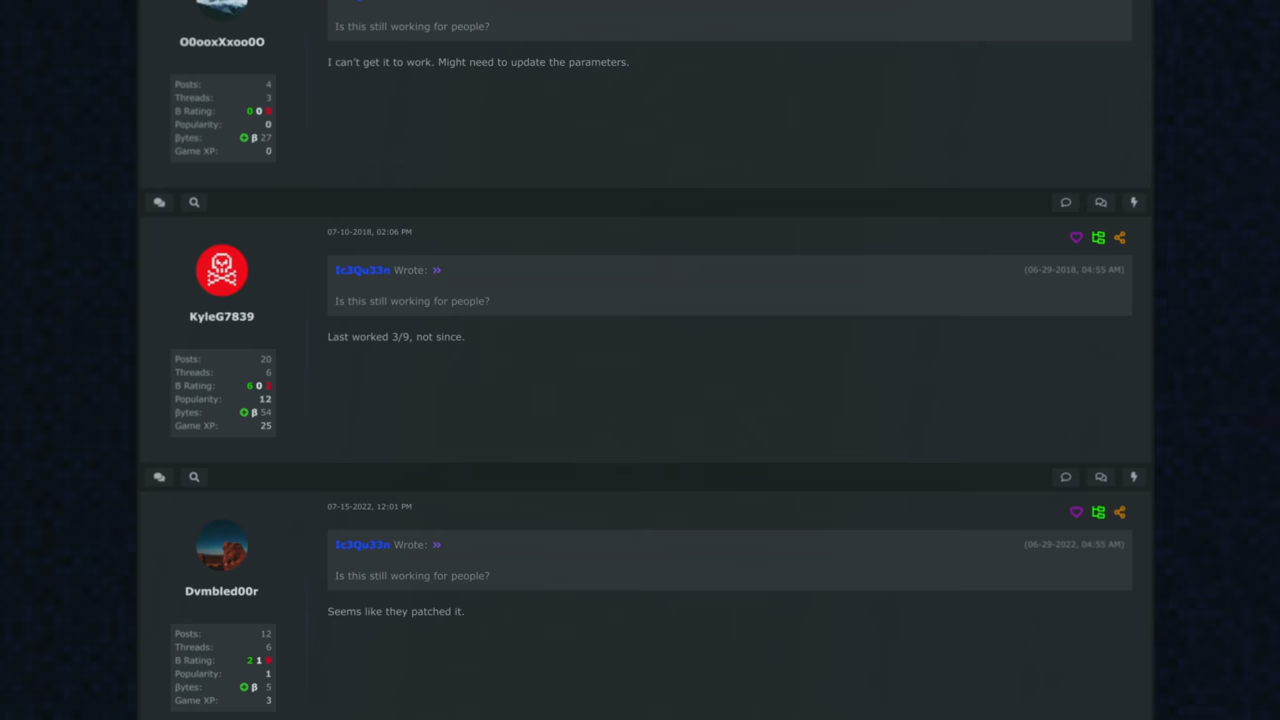 Is this still working for people?
O0ooxXxoo0O
I can't get it to work. Might need to update the parameters.
Posts: 4
Threads: 3
B Rating: 0 0
Popularity: 0
βytes: β 27
Game XP: 0
07-10-2018, 02:06 PM
Ic3Qu33n Wrote: » (06-29-2018, 04:55 AM)
Is this still working for people?
KyleG7839
Last worked 3/9, not since.
Posts: 20
Threads: 6
B Rating: 6 0
Popularity: 12
βytes: β 54
Game XP: 25
07-15-2022, 12:01 PM
Ic3Qu33n Wrote: » (06-29-2022, 04:55 AM)
Is this still working for people?
Dvmbled00r
Seems like they patched it.
Posts: 12
Threads: 6
B Rating: 2 1
Popularity: 1
βytes: β 5
Game XP: 3